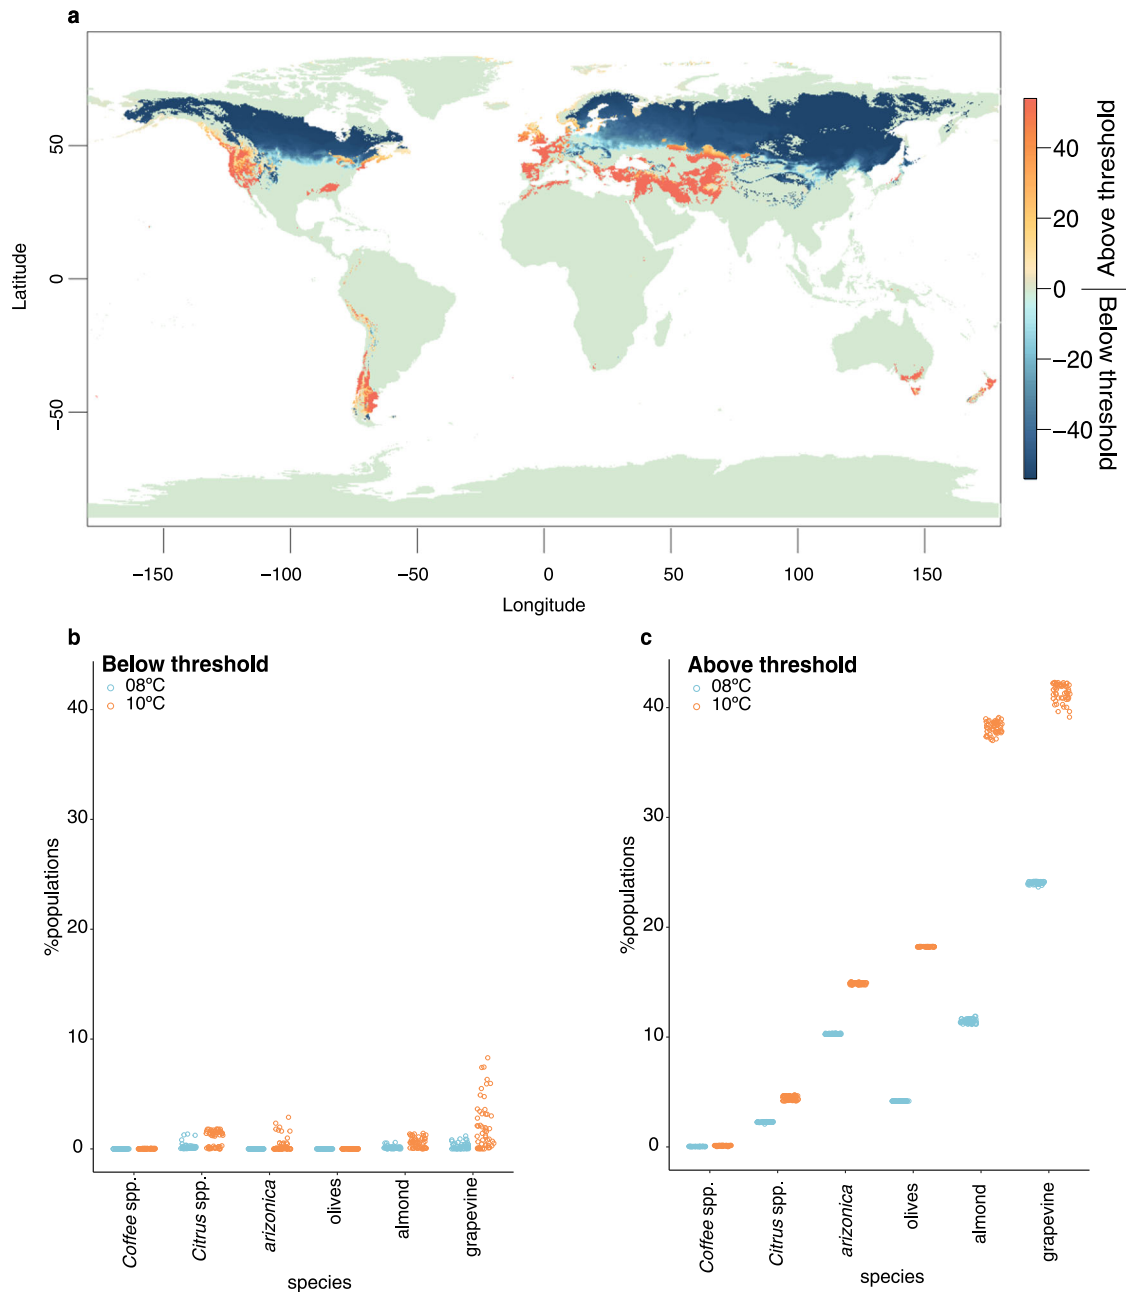 a
50
0
−50
Latitude
−150
−100
−50
0
50
100
150
Longitude
40
20
0
−20
−40
Above threshold
Below threshold
b
Below threshold
08ºC
10ºC
40
30
20
10
0
%populations
Coffee spp.
Citrus spp.
arizonica
olives
almond
grapevine
species
c
Above threshold
08ºC
10ºC
40
30
20
10
0
%populations
Coffee spp.
Citrus spp.
arizonica
olives
almond
grapevine
species